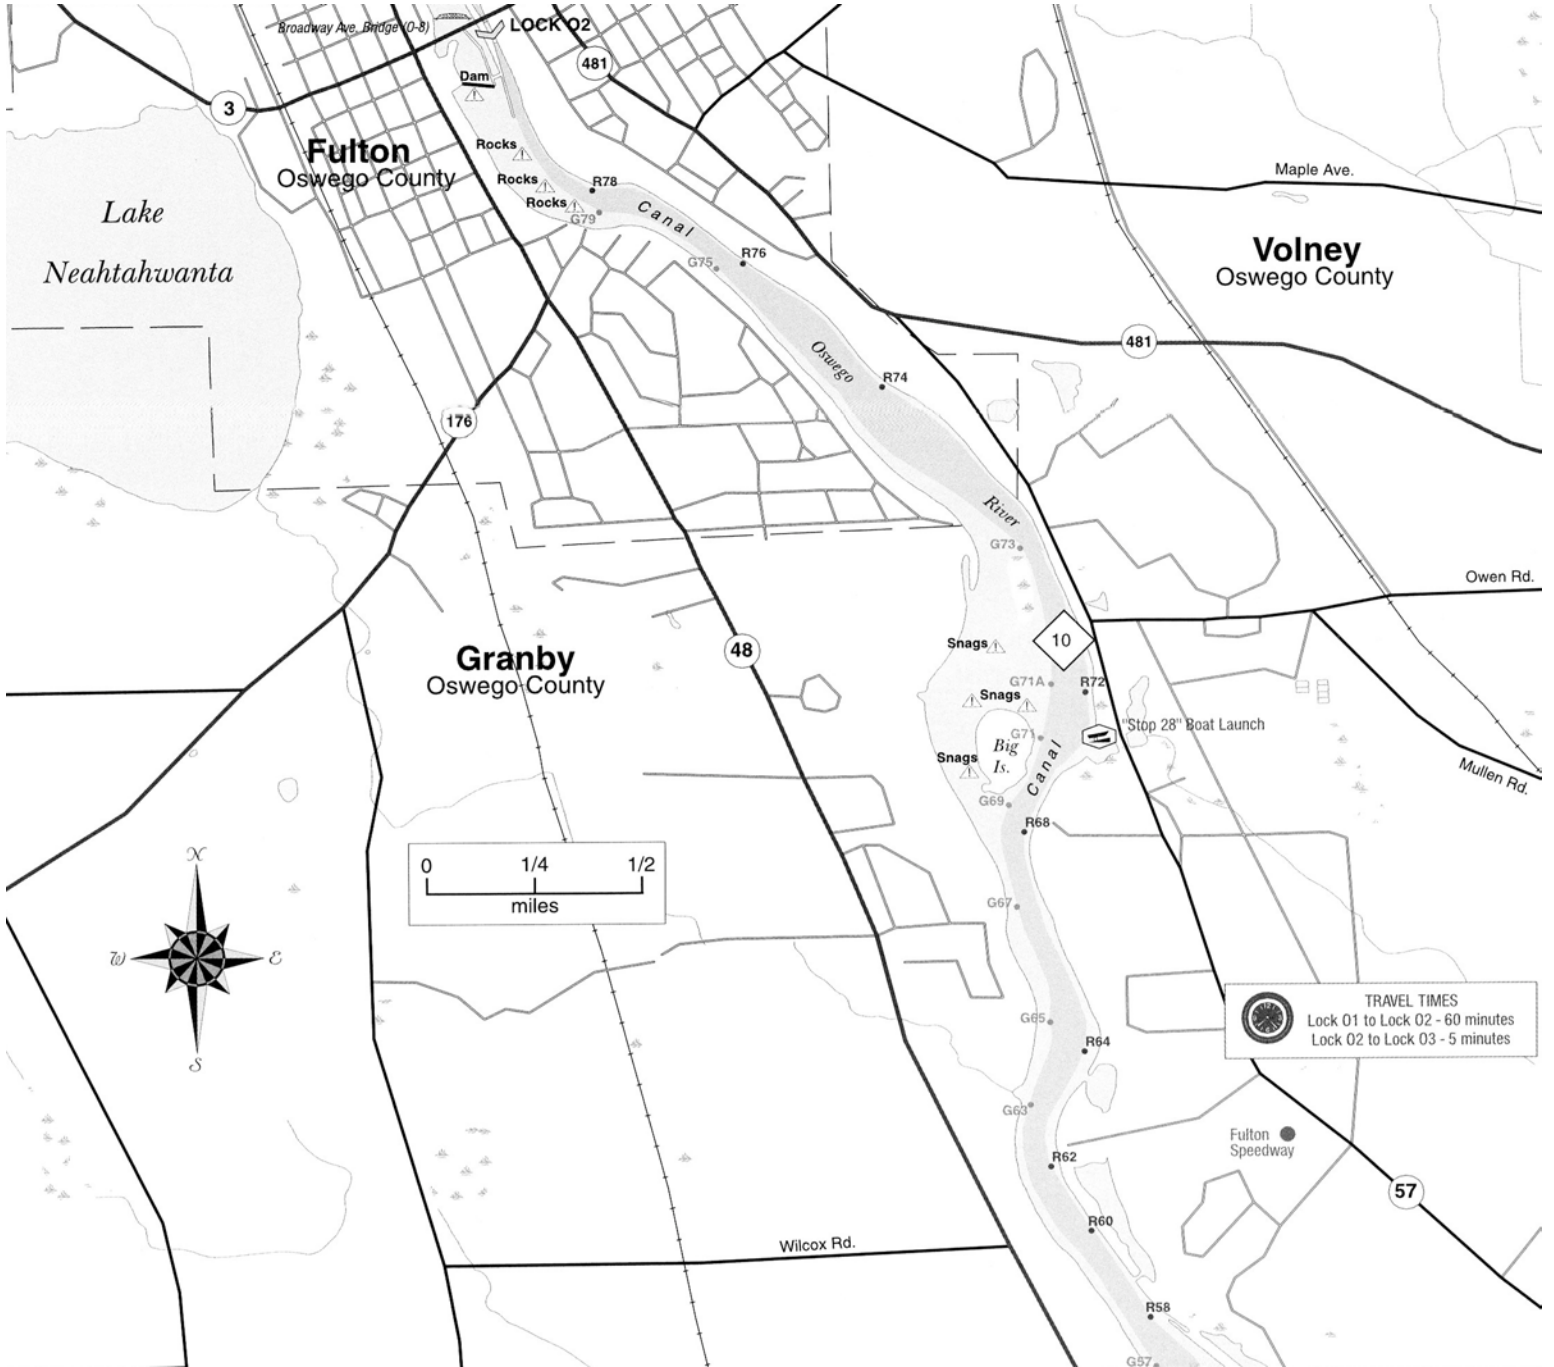 Broadway Ave. Bridge (O-8)
LOCK O2
481
Dam
3
Rocks
Fulton
Oswego County
Maple Ave.
Rocks
R78
Rocks
G79
Canal
Lake
Neahtahwanta
Volney
Oswego County
R76
G75
481
Oswego
R74
176
River
G73
Owen Rd.
10
Snags
48
Granby
Oswego County
G71A
R72
Snags
"Stop 28" Boat Launch
G71
Big
Is.
Canal
Snags
Mullen Rd.
G69
R68
0 1/4 1/2
miles
N
W E
S
G67
TRAVEL TIMES
Lock O1 to Lock O2 - 60 minutes
Lock O2 to Lock O3 - 5 minutes
G65
R64
G63
Fulton
Speedway
R62
57
R60
Wilcox Rd.
R58
G57